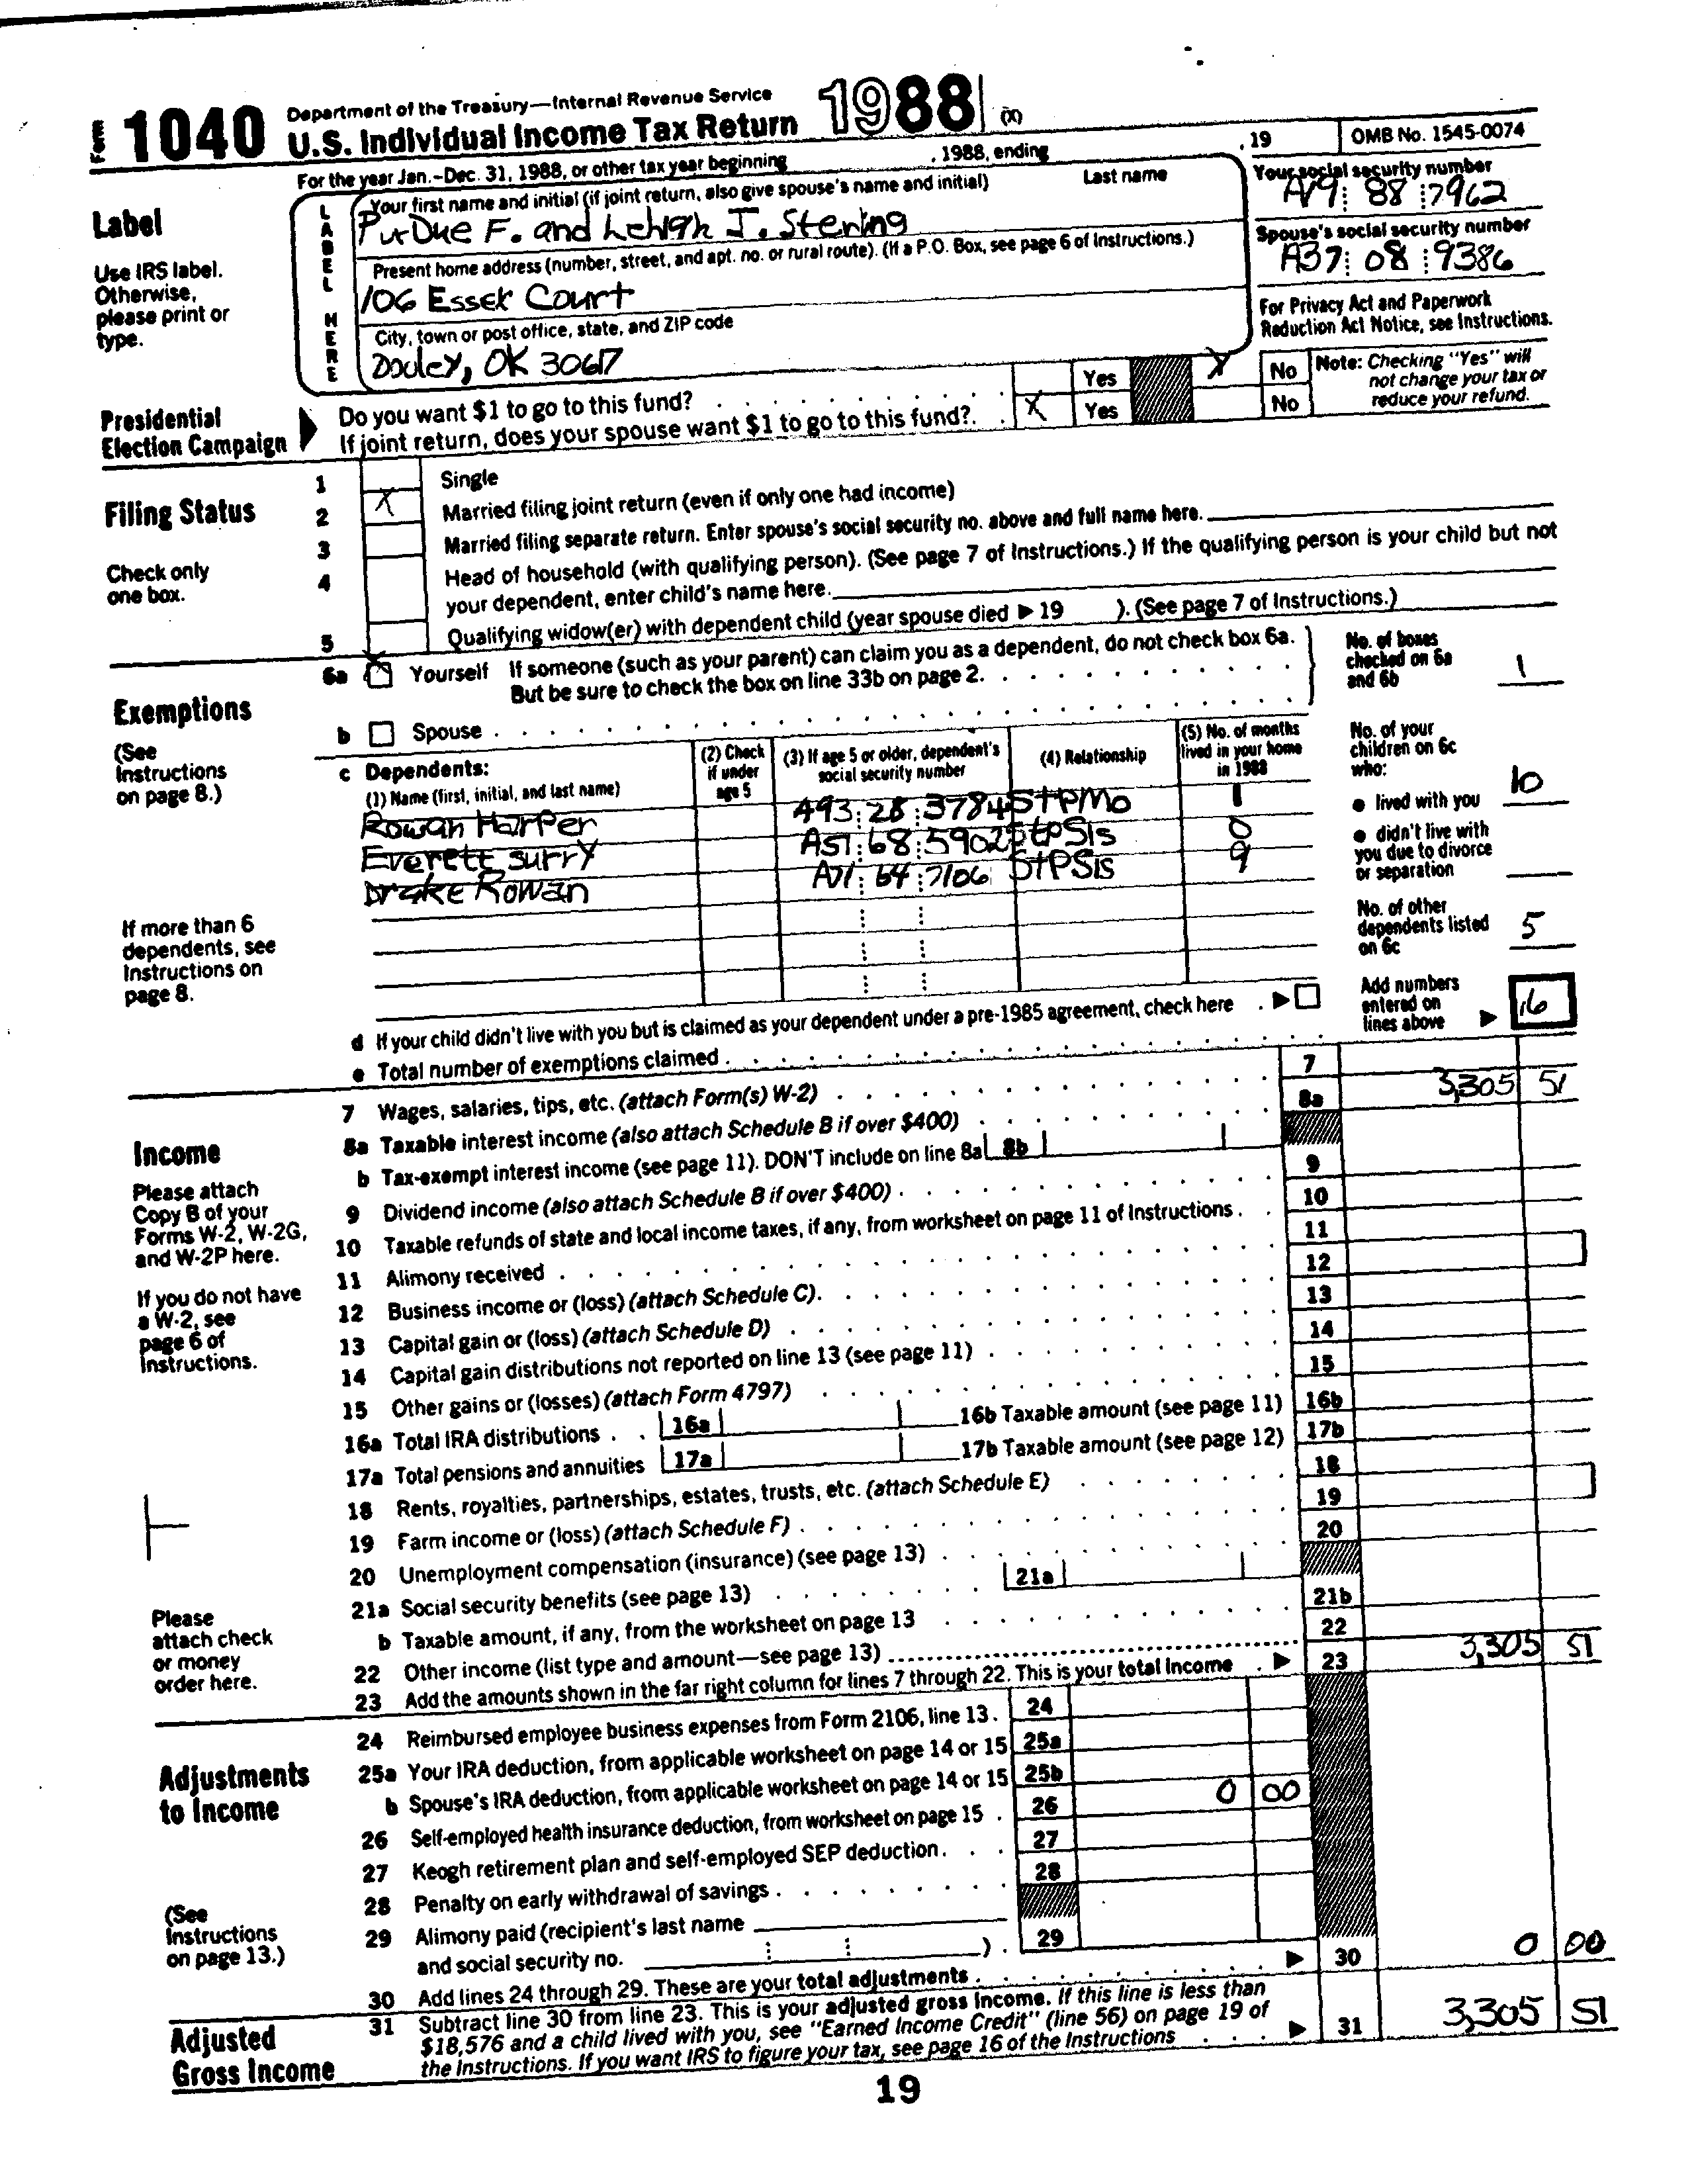 Form 1040 Department of the Treasury—Internal Revenue Service
U.S. Individual Income Tax Return 1988 (X)
For the year Jan.-Dec. 31, 1988, or other tax year beginning , 1988, ending , 19 OMB No. 1545-0074
Label
Use IRS label.
Otherwise,
please print or
type.
LABEL HERE
Your first name and initial (if joint return, also give spouse's name and initial) Last name
PurDue F. and Lehigh J. Sterling
Your social security number
A19 88 7962
Present home address (number, street, and apt. no. or rural route). (If a P.O. Box, see page 6 of Instructions.)
106 Essex Court
Spouse's social security number
A37 08 9386
City, town or post office, state, and ZIP code
Dooley, OK 30617
For Privacy Act and Paperwork
Reduction Act Notice, see Instructions.
Presidential
Election Campaign
Do you want $1 to go to this fund? Yes X No
If joint return, does your spouse want $1 to go to this fund? X Yes No
Note: Checking "Yes" will
not change your tax or
reduce your refund.
Filing Status
Check only
one box.
1 Single
2 X Married filing joint return (even if only one had income)
3 Married filing separate return. Enter spouse's social security no. above and full name here.
4 Head of household (with qualifying person). (See page 7 of Instructions.) If the qualifying person is your child but not
your dependent, enter child's name here.
5 Qualifying widow(er) with dependent child (year spouse died ▶ 19 ). (See page 7 of Instructions.)
Exemptions
(See
Instructions
on page 8.)
6a X Yourself If someone (such as your parent) can claim you as a dependent, do not check box 6a.
But be sure to check the box on line 33b on page 2.
b Spouse
No. of boxes
checked on 6a
and 6b 1
c Dependents:
(1) Name (first, initial, and last name)
(2) Check
if under
age 5
(3) If age 5 or older, dependent's
social security number
(4) Relationship
(5) No. of months
lived in your home
in 1988
Rowan Harper 493 28 3784 StPMo 1
Everett Surry A51 68 5902 StPSis 0
Drake Rowan A71 64 7106 StPSis 9
No. of your
children on 6c
who:
● lived with you 10
● didn't live with
you due to divorce
or separation
No. of other
dependents listed
on 6c 5
If more than 6
dependents, see
Instructions on
page 8.
d If your child didn't live with you but is claimed as your dependent under a pre-1985 agreement, check here ▶
e Total number of exemptions claimed
Add numbers
entered on
lines above ▶ 16
Income
Please attach
Copy B of your
Forms W-2, W-2G,
and W-2P here.
If you do not have
a W-2, see
page 6 of
Instructions.
Please
attach check
or money
order here.
7 Wages, salaries, tips, etc. (attach Form(s) W-2) 7
8a Taxable interest income (also attach Schedule B if over $400) 8a 3,305 51
b Tax-exempt interest income (see page 11). DON'T include on line 8a 8b
9 Dividend income (also attach Schedule B if over $400) 9
10 Taxable refunds of state and local income taxes, if any, from worksheet on page 11 of Instructions 10
11 Alimony received 11
12 Business income or (loss) (attach Schedule C) 12
13 Capital gain or (loss) (attach Schedule D) 13
14 Capital gain distributions not reported on line 13 (see page 11) 14
15 Other gains or (losses) (attach Form 4797) 15
16a Total IRA distributions 16a 16b Taxable amount (see page 11) 16b
17a Total pensions and annuities 17a 17b Taxable amount (see page 12) 17b
18 Rents, royalties, partnerships, estates, trusts, etc. (attach Schedule E) 18
19 Farm income or (loss) (attach Schedule F) 19
20 Unemployment compensation (insurance) (see page 13) 20
21a Social security benefits (see page 13) 21a
b Taxable amount, if any, from the worksheet on page 13 21b
22 Other income (list type and amount—see page 13) 22
23 Add the amounts shown in the far right column for lines 7 through 22. This is your total income ▶ 23 3,305 51
Adjustments
to Income
(See
Instructions
on page 13.)
24 Reimbursed employee business expenses from Form 2106, line 13 24
25a Your IRA deduction, from applicable worksheet on page 14 or 15 25a
b Spouse's IRA deduction, from applicable worksheet on page 14 or 15 25b
26 Self-employed health insurance deduction, from worksheet on page 15 26 0 00
27 Keogh retirement plan and self-employed SEP deduction 27
28 Penalty on early withdrawal of savings 28
29 Alimony paid (recipient's last name
and social security no. ) 29
30 Add lines 24 through 29. These are your total adjustments ▶ 30 0 00
Adjusted
Gross Income
31 Subtract line 30 from line 23. This is your adjusted gross income. If this line is less than
$18,576 and a child lived with you, see "Earned Income Credit" (line 56) on page 19 of
the Instructions. If you want IRS to figure your tax, see page 16 of the Instructions ▶ 31 3,305 51
19